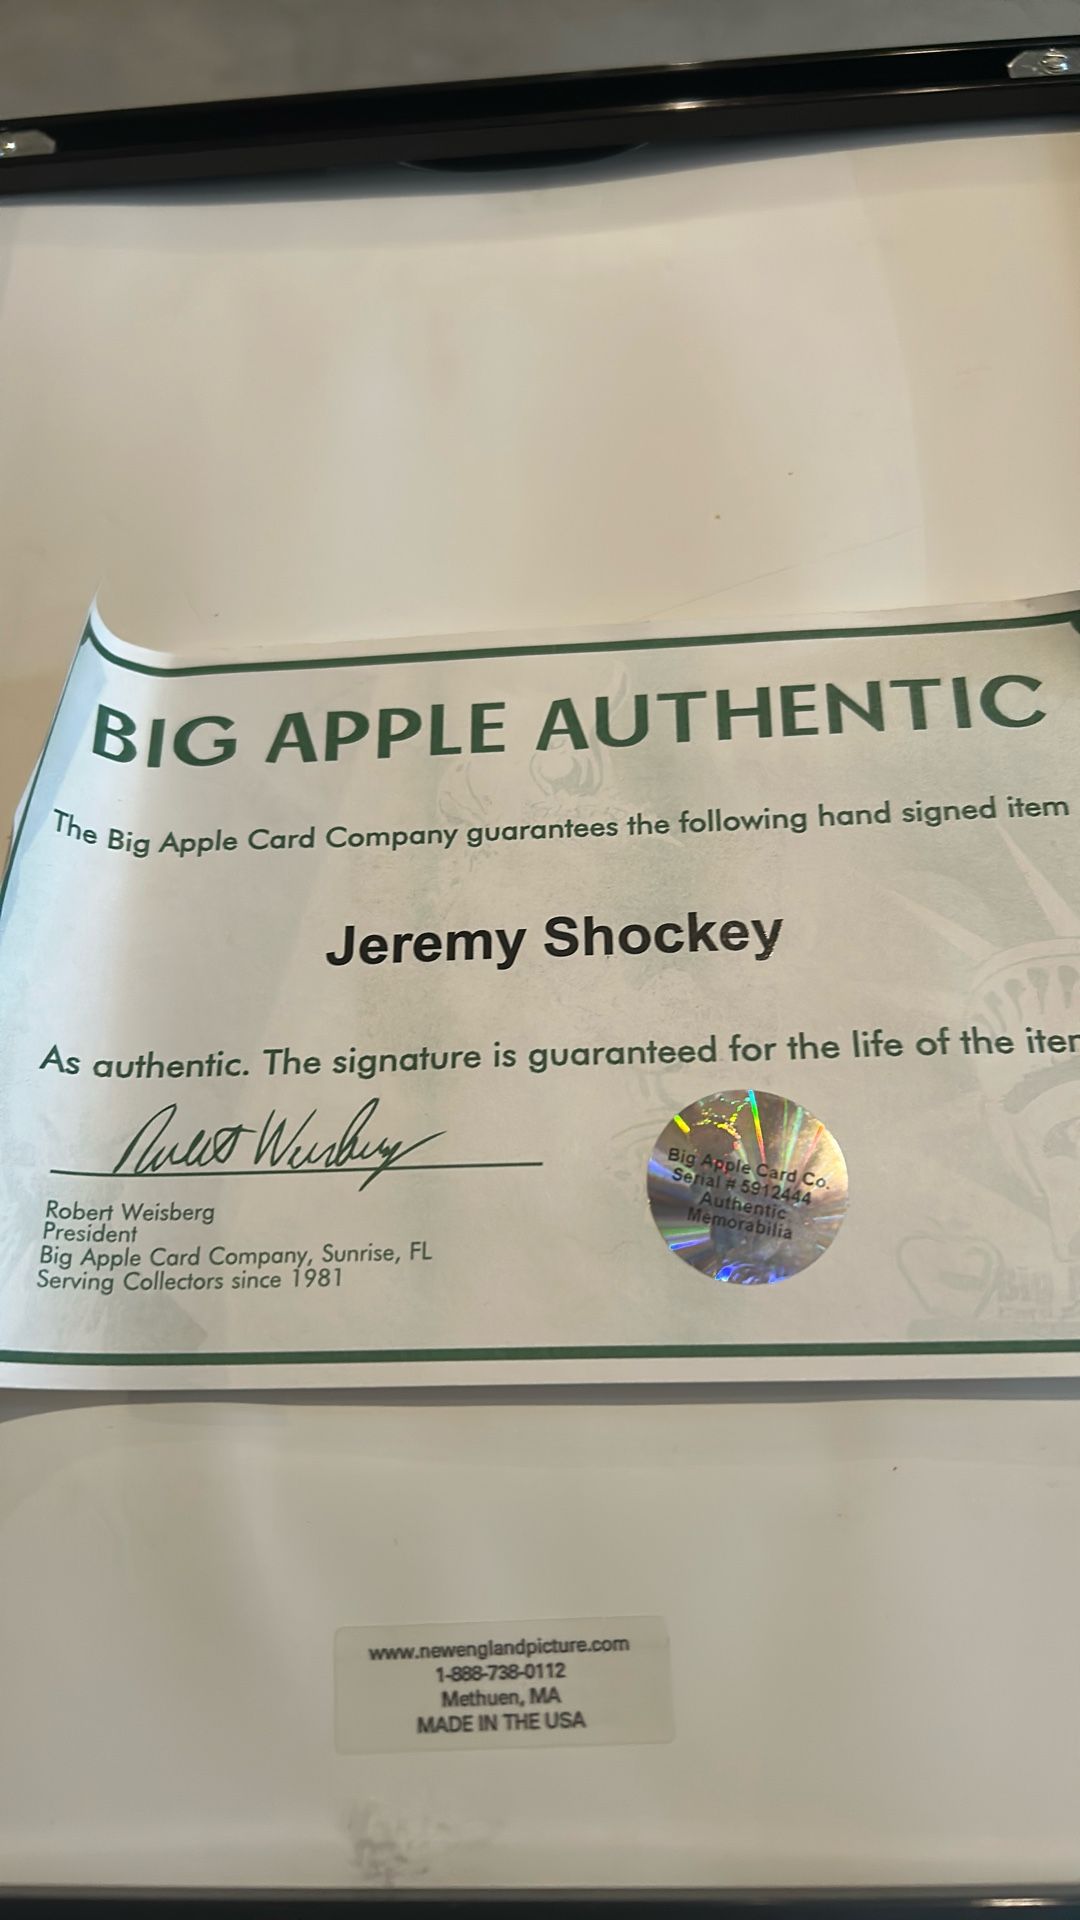 BIG APPLE AUTHENTIC
The Big Apple Card Company guarantees the following hand signed item
Jeremy Shockey
As authentic. The signature is guaranteed for the life of the
Robert Weisberg
Robert Weisberg
President
Big Apple Card Company, Sunrise, FL
Serving Collectors since 1981
Big Apple Card Co.
Serial # 5912444
Authentic
Memorabilia
Big
www.newenglandpicture.com
1-888-738-0112
Methuen, MA
MADE IN THE USA